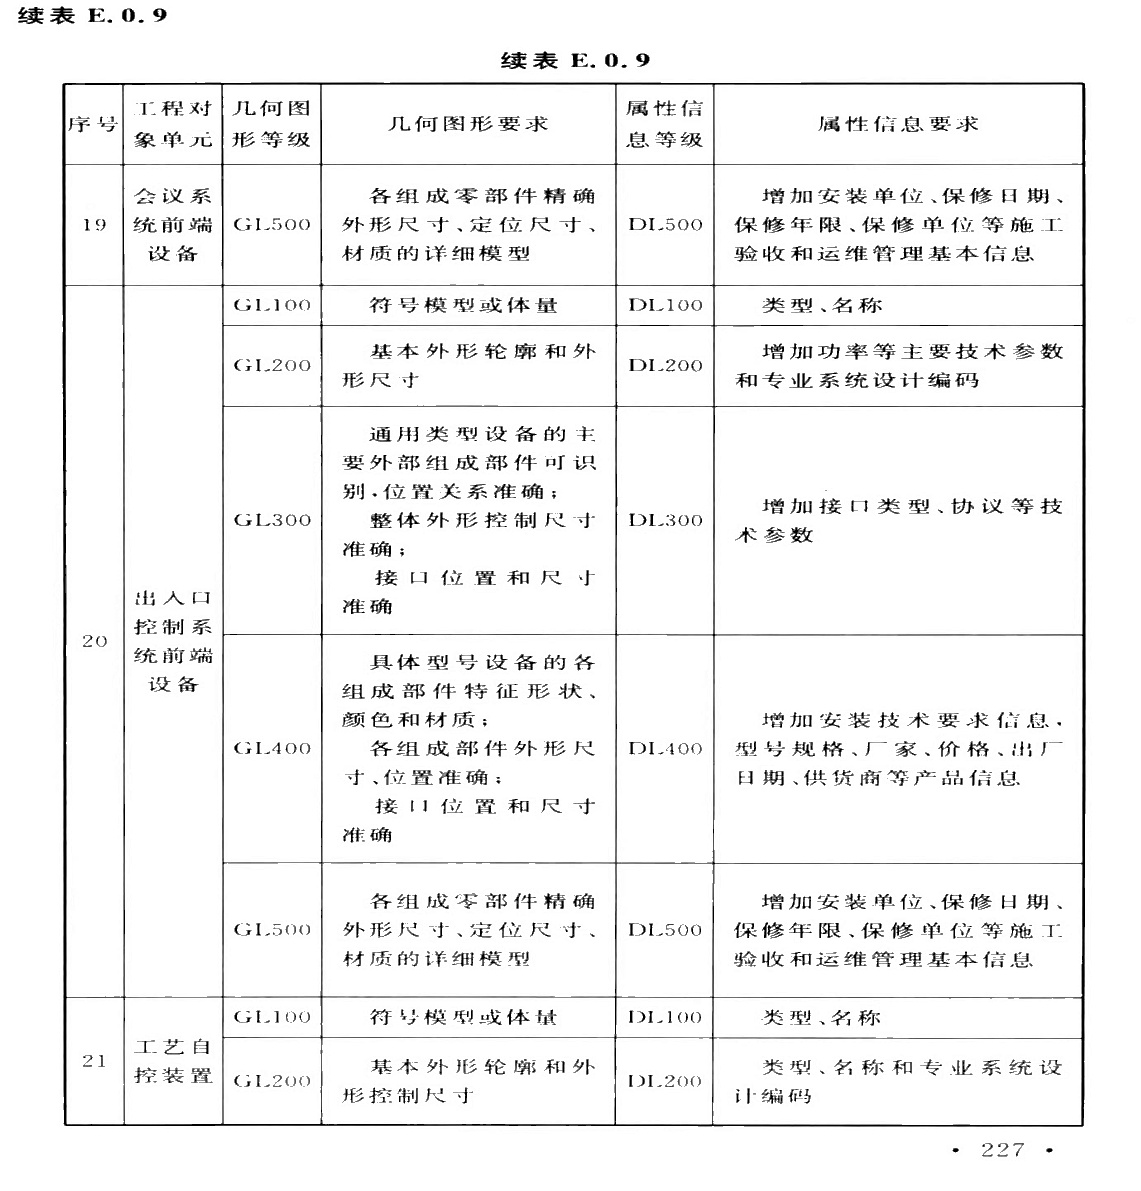 续表 E.0.9
续表 E.0.9
序号
工程对
象单元
几何图
形等级
几何图形要求
属性信
息等级
属性信息要求
19
会议系
统前端
设备
GL500
各组成零部件精确
外形尺寸、定位尺寸、
材质的详细模型
DL500
增加安装单位、保修日期、
保修年限、保修单位等施工
验收和运维管理基本信息
20
出入口
控制系
统前端
设备
GL100
符号模型或体量
DL100
类型、名称
GL200
基本外形轮廓和外
形尺寸
DL200
增加功率等主要技术参数
和专业系统设计编码
GL300
通用类型设备的主
要外部组成部件可识
别,位置关系准确;
整体外形控制尺寸
准确;
接口位置和尺寸
准确
DL300
增加接口类型、协议等技
术参数
GL400
具体型号设备的各
组成部件特征形状、
颜色和材质;
各组成部件外形尺
寸、位置准确;
接口位置和尺寸
准确
DL400
增加安装技术要求信息,
型号规格、厂家、价格、出厂
日期、供货商等产品信息
GL500
各组成零部件精确
外形尺寸、定位尺寸、
材质的详细模型
DL500
增加安装单位、保修日期、
保修年限、保修单位等施工
验收和运维管理基本信息
21
工艺自
控装置
GL100
符号模型或体量
DL100
类型、名称
GL200
基本外形轮廓和外
形控制尺寸
DL200
类型、名称和专业系统设
计编码
· 227 ·